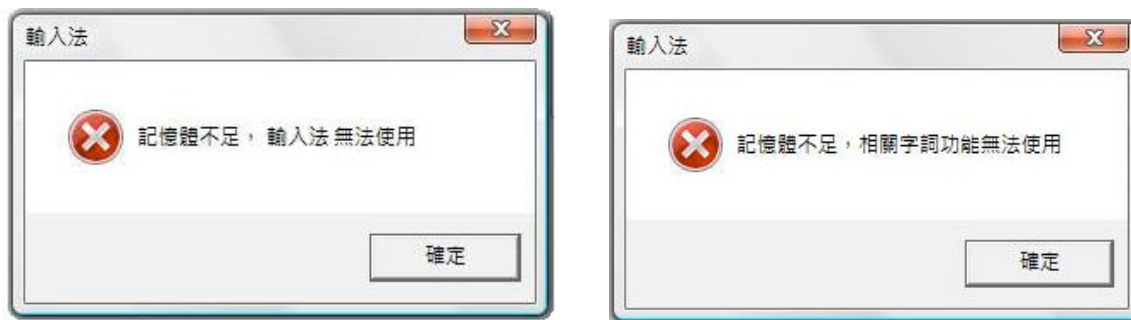 輸入法
記憶體不足， 輸入法 無法使用
確定
輸入法
記憶體不足，相關字詞功能無法使用
確定